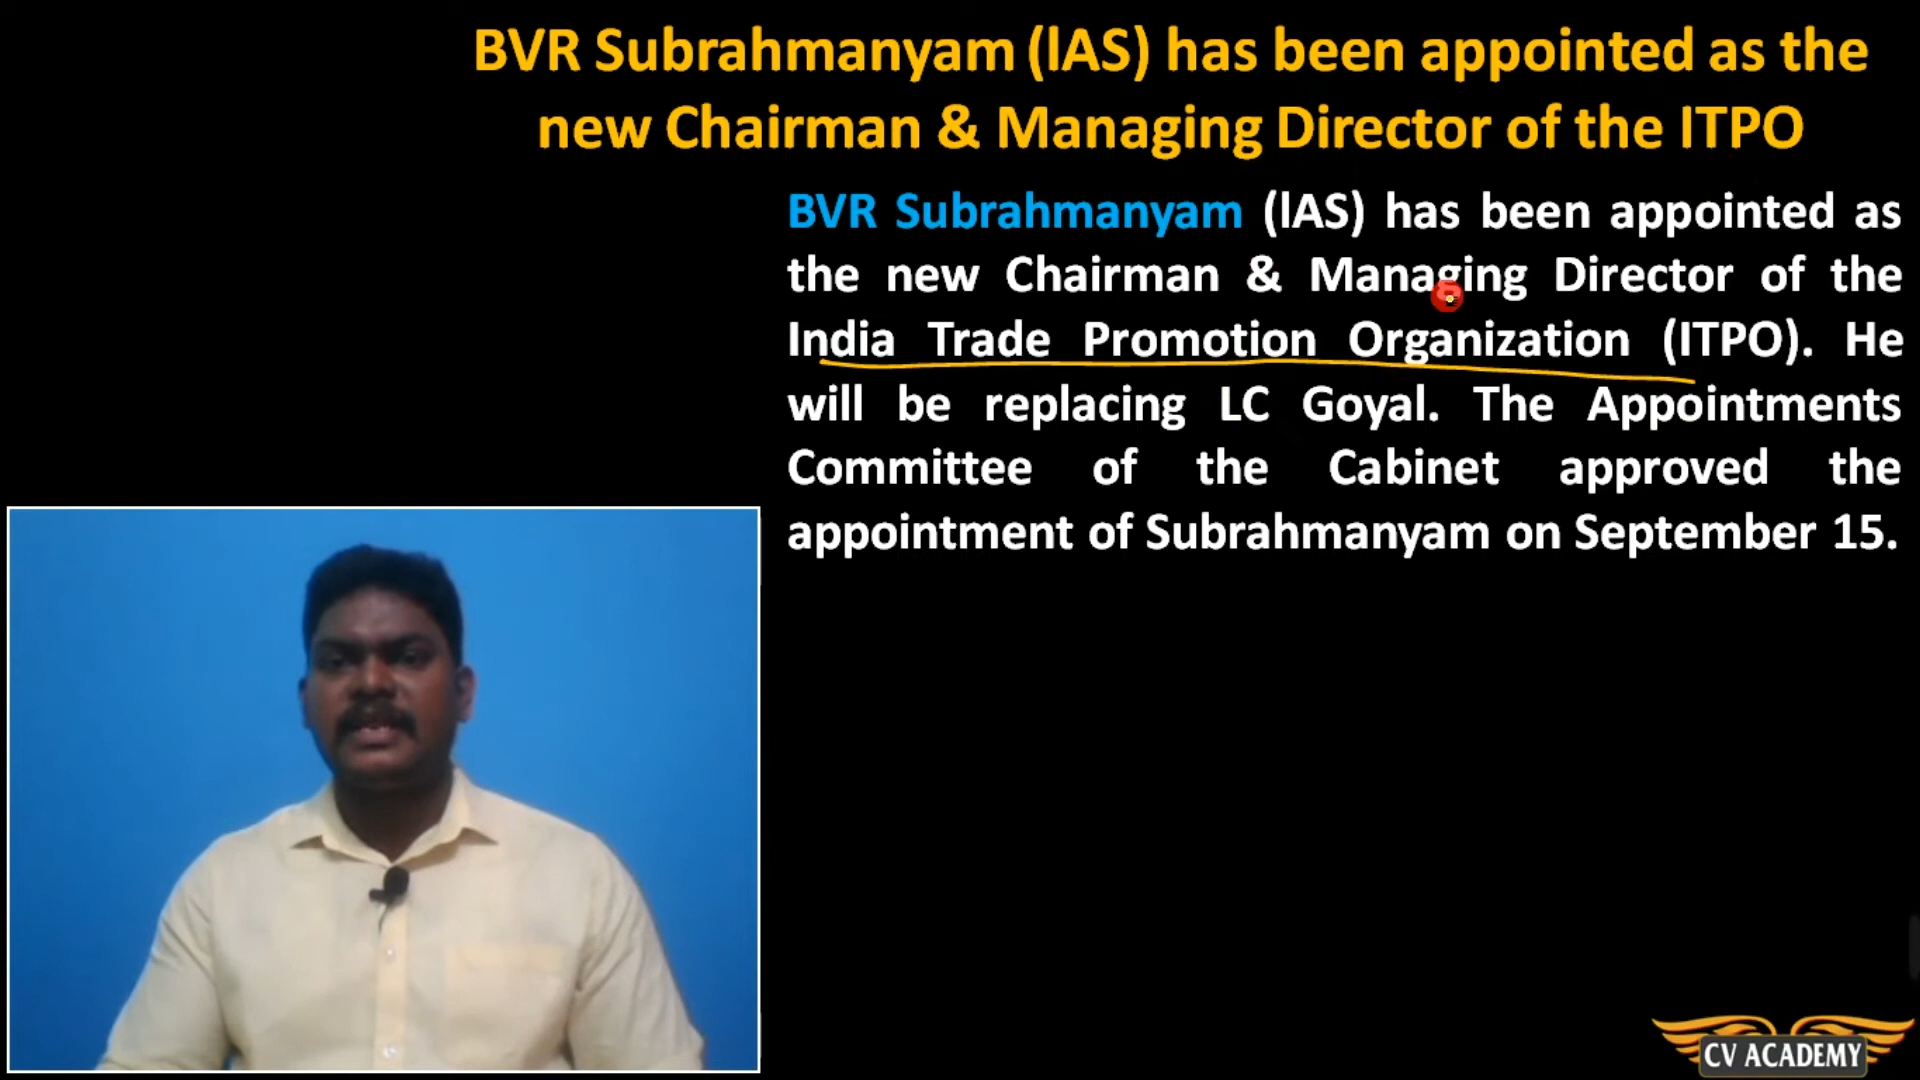 BVR Subrahmanyam (lAS) has been appointed as the
new Chairman & Managing Director of the ITPO
BVR Subrahmanyam (lAS) has been appointed as
the new Chairman & Managing Director of the
India Trade Promotion Organization (ITPO). He
will be replacing LC Goyal. The Appointments
Committee of the Cabinet approved the
appointment of Subrahmanyam on September 15.
CV ACADEMY